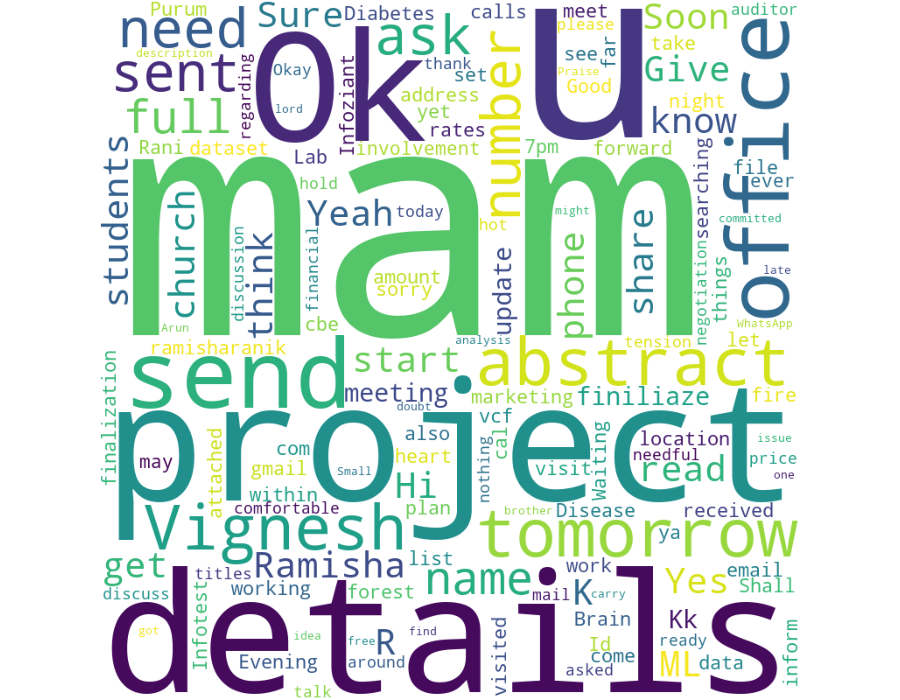 Purum
Sure
Diabetes
calls
meet
Soon
auditor
need
Ok
ask
u
please
take
office
description
Okay
thank
see
far
sent
regarding
Infoziant
set
number
Praise
Give
Good
full
lord
address
yet
know
night
rates
students
Rani
dataset
Lab
involvement
7pm
forward
mam
hold
searching
file
ever
church
Yeah
today
might
share
committed
hot
discussion
think
financial
amount
sorry
update
phone
negotiation
things
late
Arun
cbe
WhatsApp
ramisharanik
analysis
tension
let
send
start
abstract
finalization
meeting
marketing
finiliaze
fire
project
doubt
vcf
cal
Waiting
attached
com
also
location
issue
may
gmail
Small
heart
nothing
visit
needful
read
price
within
Hi
one
comfortable
plan
brother
Disease
received
Vignesh
tomorrow
ya
get
titles
Ramisha
list
name
work
Yes
email
discuss
working
forest
mail
K
carry
Shall
Infotest
details
Brain
Kk
got
idea
free
R
find
Id
ready
inform
Evening
around
visited
come
asked
ML
data
talk